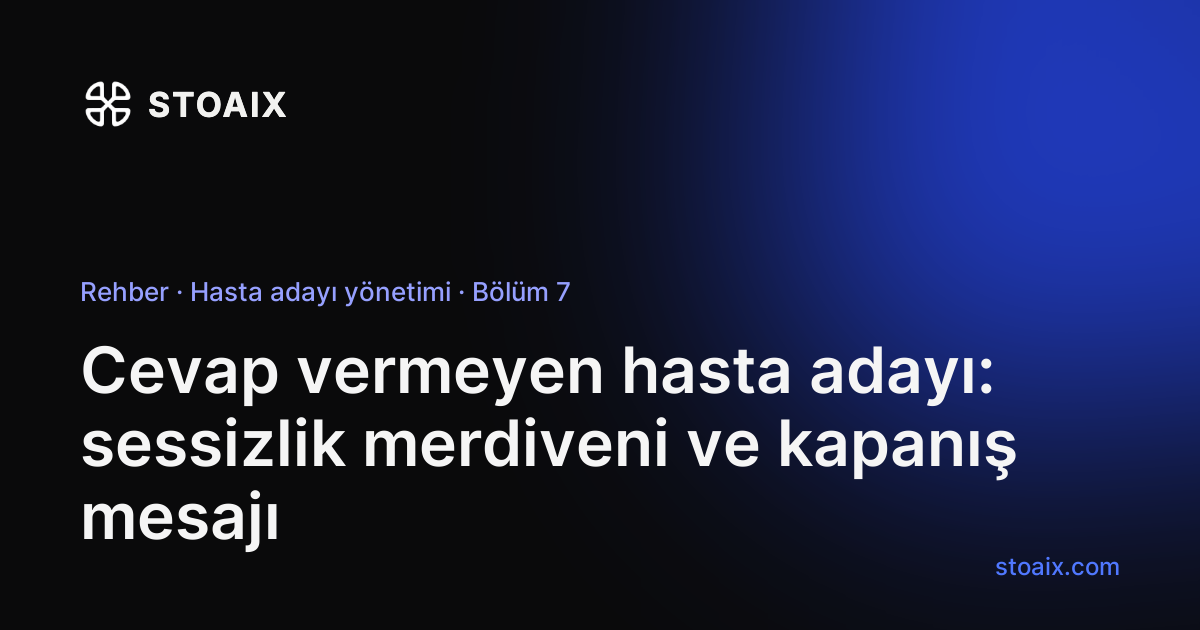 STOAIX
Rehber · Hasta adayı yönetimi · Bölüm 7
Cevap vermeyen hasta adayı:
sessizlik merdiveni ve kapanış
mesajı
stoaix.com